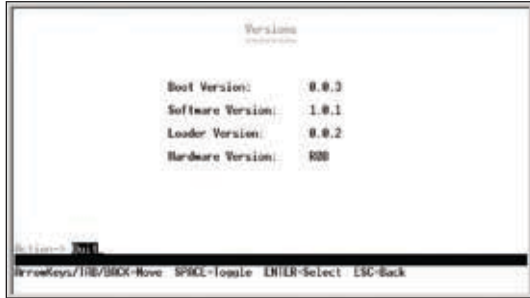 Versions
Boot Version: 0.0.3
Software Version: 1.0.1
Loader Version: 0.0.2
Hardware Version: R00
Action-> Quit
ArrowKeys/TAB/BACK=Move SPACE=Toggle ENTER=Select ESC=Back